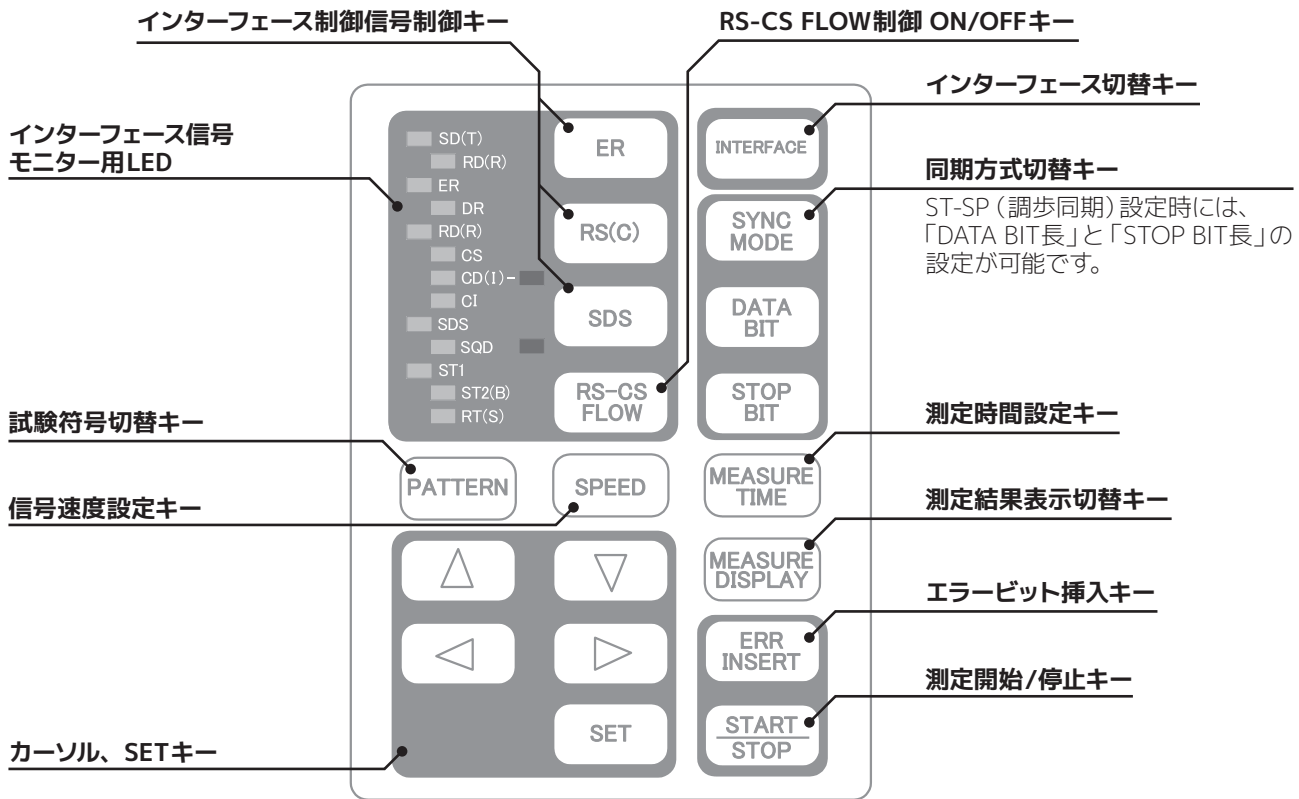 インターフェース制御信号制御キー
RS-CS FLOW制御 ON/OFFキー
インターフェース切替キー
インターフェース信号
モニター用LED
同期方式切替キー
ST-SP（調歩同期）設定時には、
「DATA BIT長」と「STOP BIT長」の
設定が可能です。
SD(T)
RD(R)
ER
DR
RD(R)
CS
CD(I)-
CI
SDS
SQD
ST1
ST2(B)
RT(S)
ER
RS(C)
SDS
RS-CS
FLOW
INTERFACE
SYNC
MODE
DATA
BIT
STOP
BIT
試験符号切替キー
信号速度設定キー
PATTERN
SPEED
MEASURE
TIME
測定時間設定キー
MEASURE
DISPLAY
測定結果表示切替キー
△
▽
◁
▷
SET
カーソル、SETキー
ERR
INSERT
エラービット挿入キー
START
STOP
測定開始/停止キー